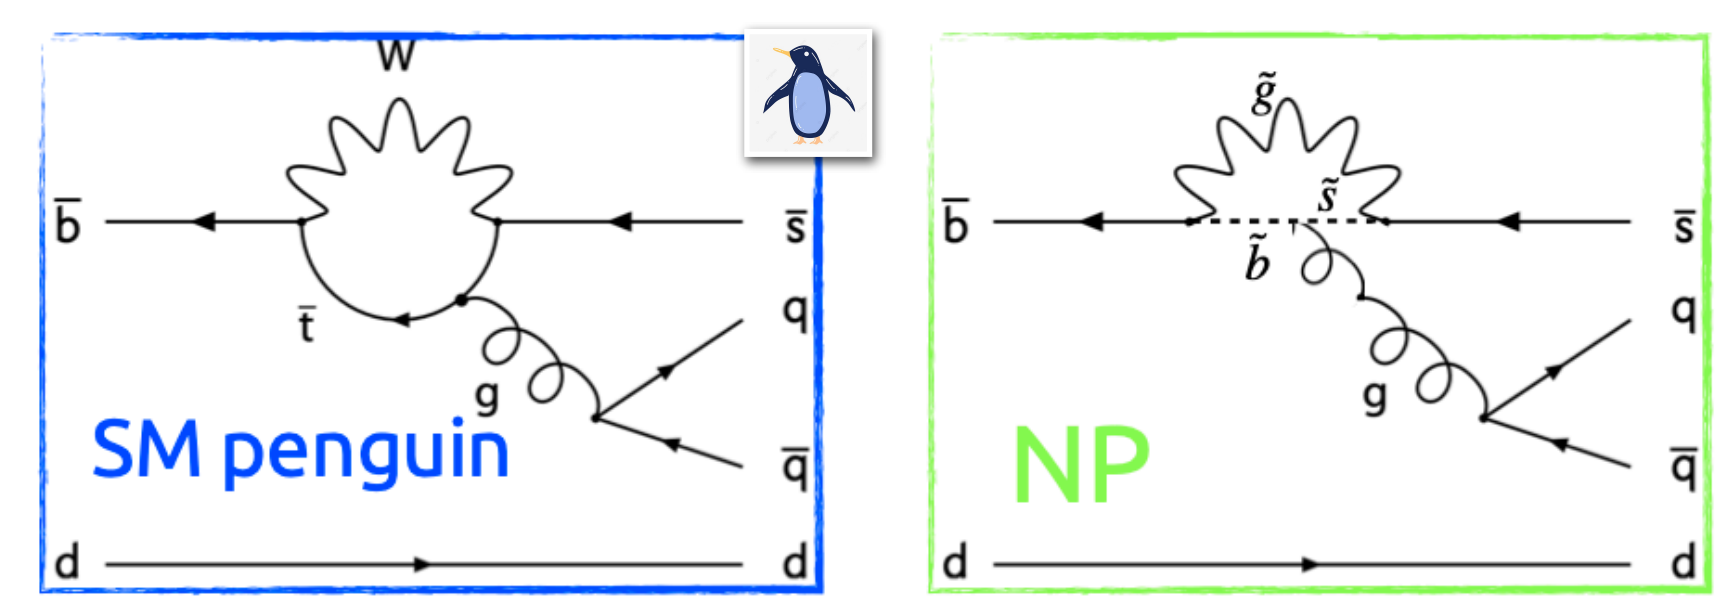 W
b̄ s̄
t̄ q
g
SM penguin
q̄
d d
g̃
s̃
b̄ s̄
b̃
q
g
NP
q̄
d d